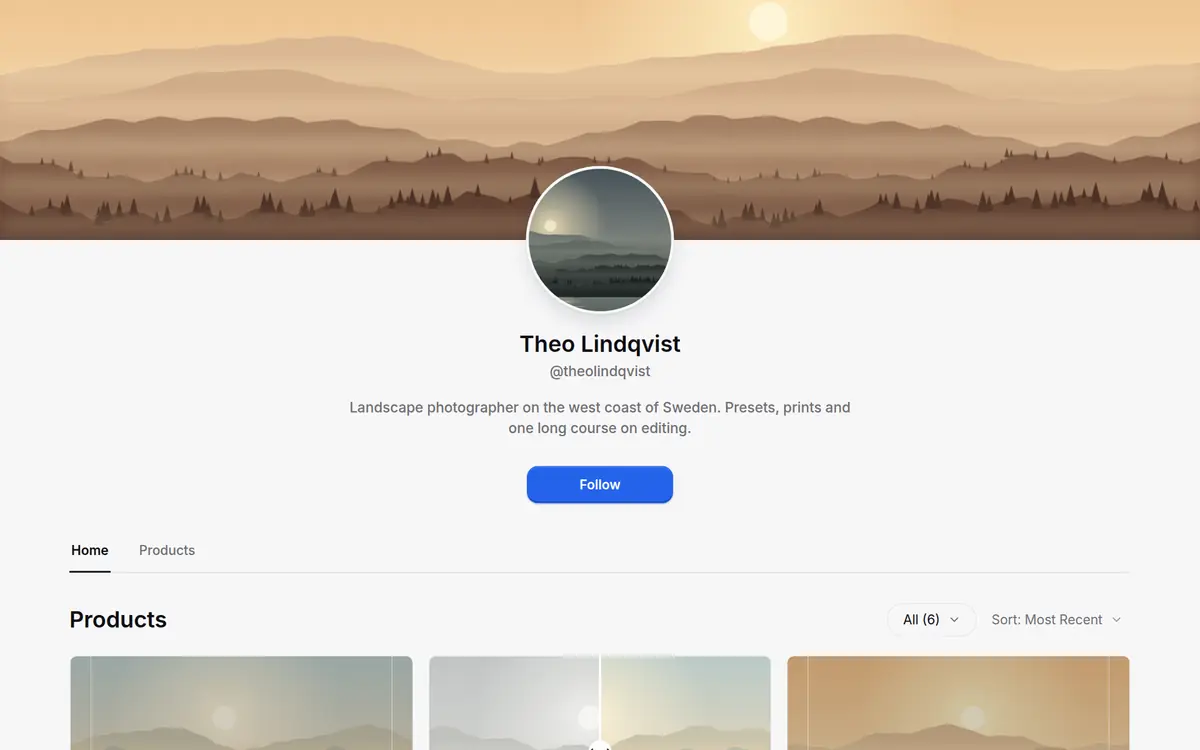 Theo Lindqvist
@theolindqvist
Landscape photographer on the west coast of Sweden. Presets, prints and
one long course on editing.
Follow
Home
Products
Products
All (6)
Sort: Most Recent